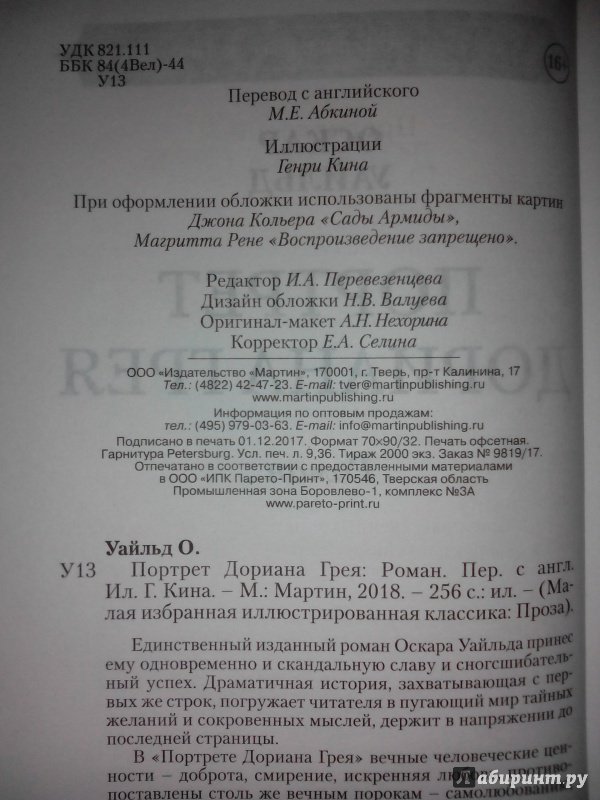 УДК 821.111
ББК 84(4Вел)-44
У13
16+
Перевод с английского
М.Е. Абкиной
Иллюстрации
Генри Кина
При оформлении обложки использованы фрагменты картин
Джона Кольера «Сады Армиды»,
Магритта Рене «Воспроизведение запрещено».
Редактор И.А. Перевезенцева
Дизайн обложки Н.В. Валуева
Оригинал-макет А.Н. Нехорина
Корректор Е.А. Селина
ООО «Издательство «Мартин», 170001, г. Тверь, пр-т Калинина, 17
Тел.: (4822) 42-47-23. E-mail: tver@martinpublishing.ru
www.martinpublishing.ru
Информация по оптовым продажам:
тел.: (495) 979-03-63. E-mail: info@martinpublishing.ru
Подписано в печать 01.12.2017. Формат 70×90/32. Печать офсетная.
Гарнитура Petersburg. Усл. печ. л. 9,36. Тираж 2000 экз. Заказ № 9819/17.
Отпечатано в соответствии с предоставленными материалами
в ООО «ИПК Парето-Принт», 170546, Тверская область
Промышленная зона Боровлево-1, комплекс №3А
www.pareto-print.ru
Уайльд О.
У13 Портрет Дориана Грея: Роман. Пер. с англ.
Ил. Г. Кина. – М.: Мартин, 2018. – 256 с.: ил. – (Ма-
лая избранная иллюстрированная классика: Проза).
Единственный изданный роман Оскара Уайльда принес
ему одновременно и скандальную славу и сногсшибатель-
ный успех. Драматичная история, захватывающая с пер-
вых же строк, погружает читателя в пугающий мир тайных
желаний и сокровенных мыслей, держит в напряжении до
последней страницы.
В «Портрете Дориана Грея» вечные человеческие цен-
ности – доброта, смирение, искренняя любовь – противо-
поставлены столь же вечным порокам – самолюбованию
лабиринт.ру